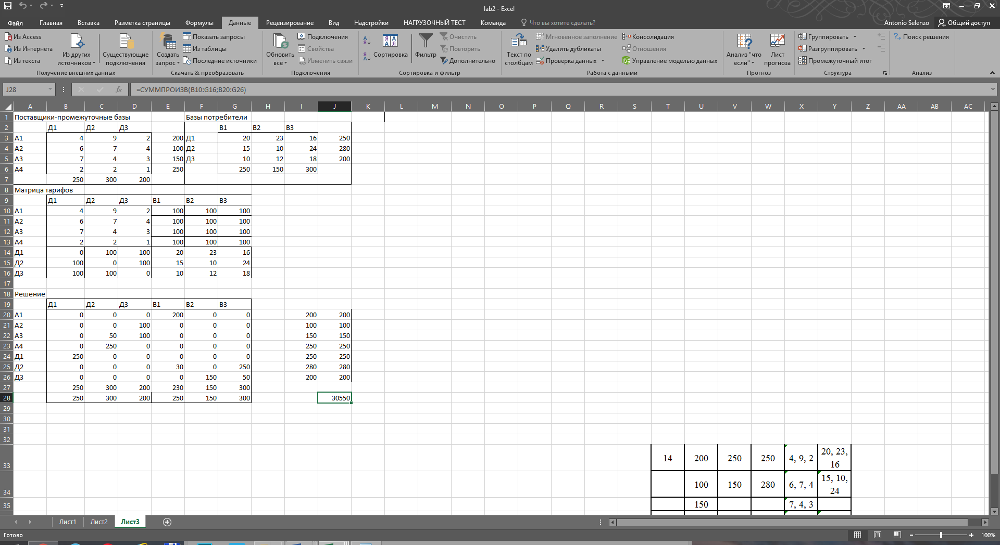 lab2 - Excel
Файл Главная Вставка Разметка страницы Формулы Данные Рецензирование Вид Надстройки НАГРУЗОЧНЫЙ ТЕСТ Команда Что вы хотите сделать? Antonio Selenzo Общий доступ
Из Access
Из Интернета
Из текста
Из других источников
Существующие подключения
Получение внешних данных
Создать запрос
Показать запросы
Из таблицы
Последние источники
Скачать & преобразовать
Обновить все
Подключения
Свойства
Изменить связи
Подключения
Сортировка
Фильтр
Очистить
Повторить
Дополнительно
Сортировка и фильтр
Текст по столбцам
Мгновенное заполнение
Удалить дубликаты
Проверка данных
Консолидация
Отношения
Управление моделью данных
Работа с данными
Анализ "что если"
Лист прогноза
Прогноз
Группировать
Разгруппировать
Промежуточный итог
Структура
Поиск решения
Анализ
J28 fx =СУММПРОИЗВ(B10:G16;B20:G26)
A B C D E F G H I J K L M N O P Q R S T U V W X Y Z AA AB AC
1 Поставщики-промежуточные базы Базы потребители
2 Д1 Д2 Д3 В1 В2 В3
3 А1 4 9 2 200 Д1 20 23 16 250
4 А2 6 7 4 100 Д2 15 10 24 280
5 А3 7 4 3 150 Д3 10 12 18 200
6 А4 2 2 1 250 250 150 300
7 250 300 200
8 Матрица тарифов
9 Д1 Д2 Д3 В1 В2 В3
10 А1 4 9 2 100 100 100
11 А2 6 7 4 100 100 100
12 А3 7 4 3 100 100 100
13 А4 2 2 1 100 100 100
14 Д1 0 100 100 20 23 16
15 Д2 100 0 100 15 10 24
16 Д3 100 100 0 10 12 18
17
18 Решение
19 Д1 Д2 Д3 В1 В2 В3
20 А1 0 0 0 200 0 0 200 200
21 А2 0 0 100 0 0 0 100 100
22 А3 0 50 100 0 0 0 150 150
23 А4 0 250 0 0 0 0 250 250
24 Д1 250 0 0 0 0 0 250 250
25 Д2 0 0 0 30 0 250 280 280
26 Д3 0 0 0 0 150 50 200 200
27 250 300 200 230 150 300
28 250 300 200 250 150 300 30550
29
30
31
32
33 14 200 250 250 4, 9, 2 20, 23, 16
34 100 150 280 6, 7, 4 15, 10, 24
35 150 7, 4, 3
Лист1 Лист2 Лист3
Готово 100%